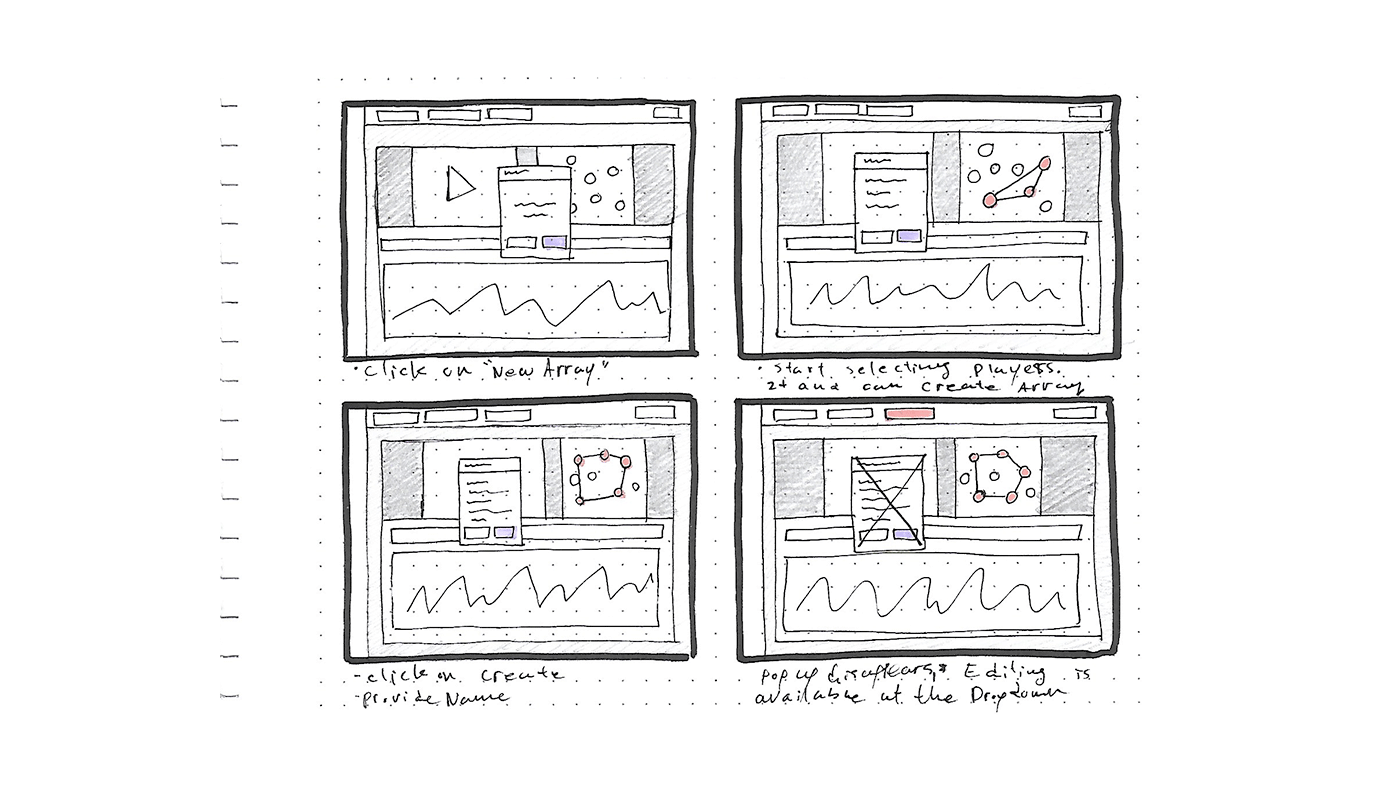 · Click on "New Array"
· Start selecting players.
2+ and can create Array
- click on create
- provide Name
pop up disappears, Editing is
available at the Dropdown